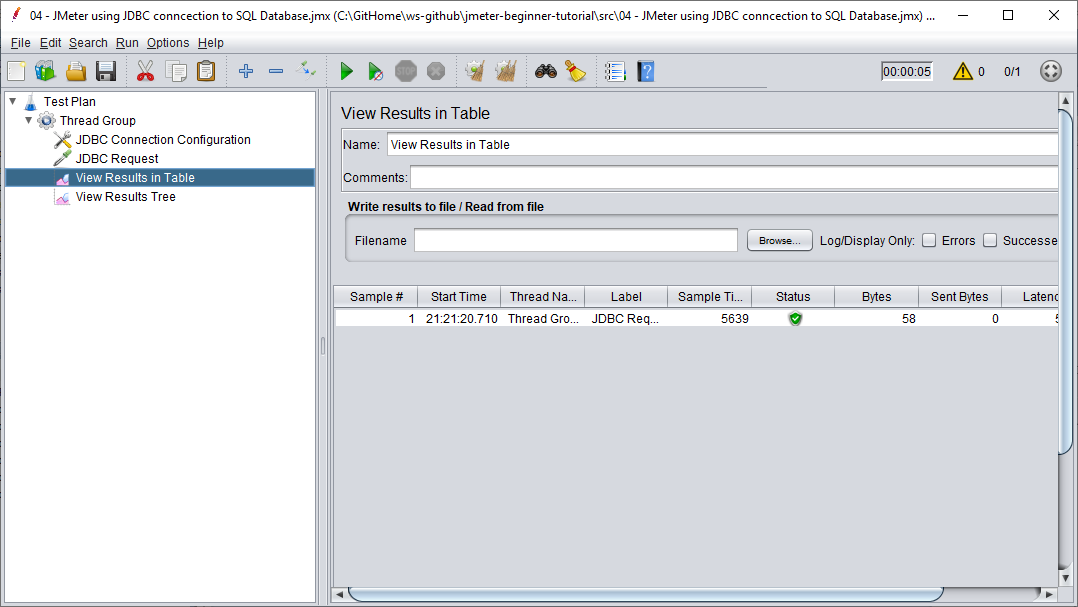 04 - JMeter using JDBC conncection to SQL Database.jmx (C:\GitHome\ws-github\jmeter-beginner-tutorial\src\04 - JMeter using JDBC conncection to SQL Database.jmx) ...
File Edit Search Run Options Help
STOP 00:00:05 0 0/1
Test Plan
Thread Group
JDBC Connection Configuration
JDBC Request
View Results in Table
View Results Tree
View Results in Table
Name: View Results in Table
Comments:
Write results to file / Read from file
Filename Browse... Log/Display Only: Errors Successe
Sample # Start Time Thread Na... Label Sample Ti... Status Bytes Sent Bytes Latenc
1 21:21:20.710 Thread Gro... JDBC Req... 5639 58 0 5